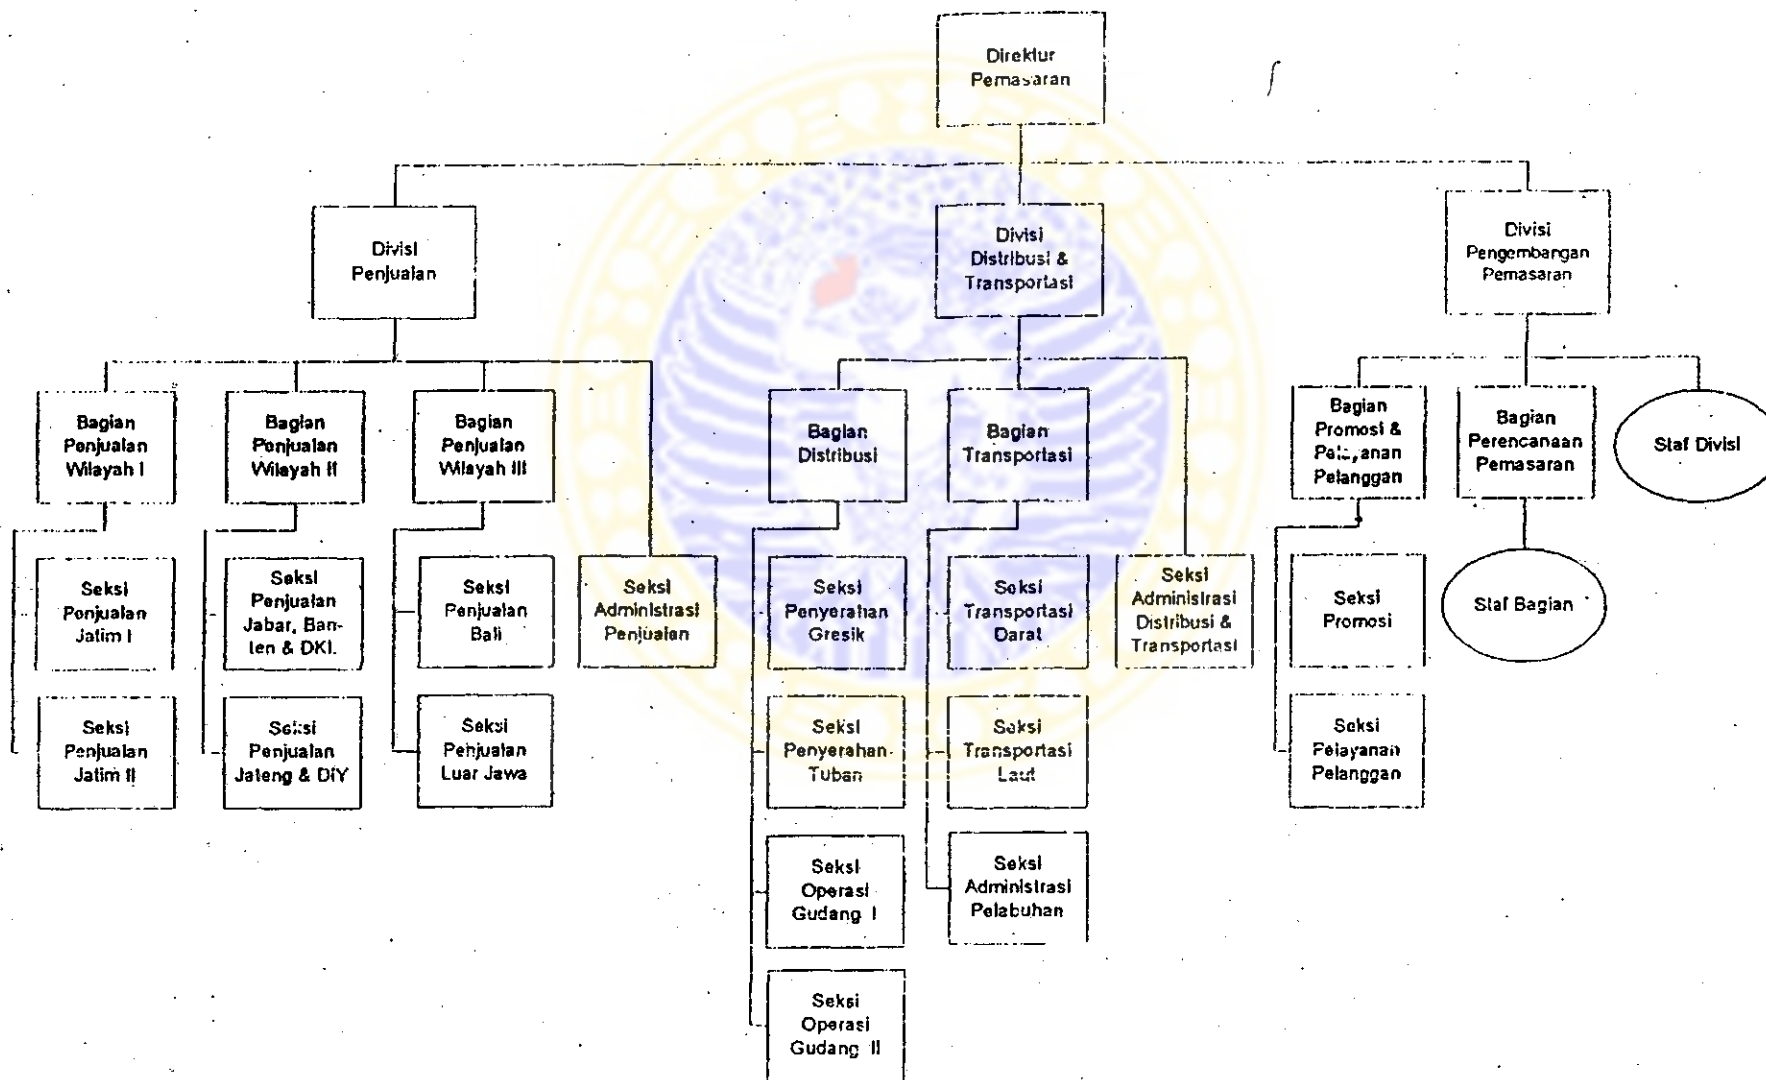 Direktur
Pemasaran
Divisi
Penjualan
Divisi
Distribusi &
Transportasi
Divisi
Pengembangan
Pemasaran
Bagian
Penjualan
Wilayah I
Bagian
Penjualan
Wilayah II
Bagian
Penjualan
Wilayah III
Bagian
Distribusi
Bagian
Transportasi
Bagian
Promosi &
Pelayanan
Pelanggan
Bagian
Perencanaan
Pemasaran
Staf Divisi
Seksi
Penjualan
Jatim I
Seksi
Penjualan
Jabar, Ban-
ten & DKI.
Seksi
Penjualan
Bali
Seksi
Administrasi
Penjualan
Seksi
Penyerahan
Gresik
Seksi
Transportasi
Darat
Seksi
Administrasi
Distribusi &
Transportasi
Seksi
Promosi
Staf Bagian
Seksi
Penjualan
Jatim II
Seksi
Penjualan
Jateng & DIY
Seksi
Penjualan
Luar Jawa
Seksi
Penyerahan
Tuban
Seksi
Transportasi
Laut
Seksi
Pelayanan
Pelanggan
Seksi
Operasi
Gudang I
Seksi
Administrasi
Pelabuhan
Seksi
Operasi
Gudang II